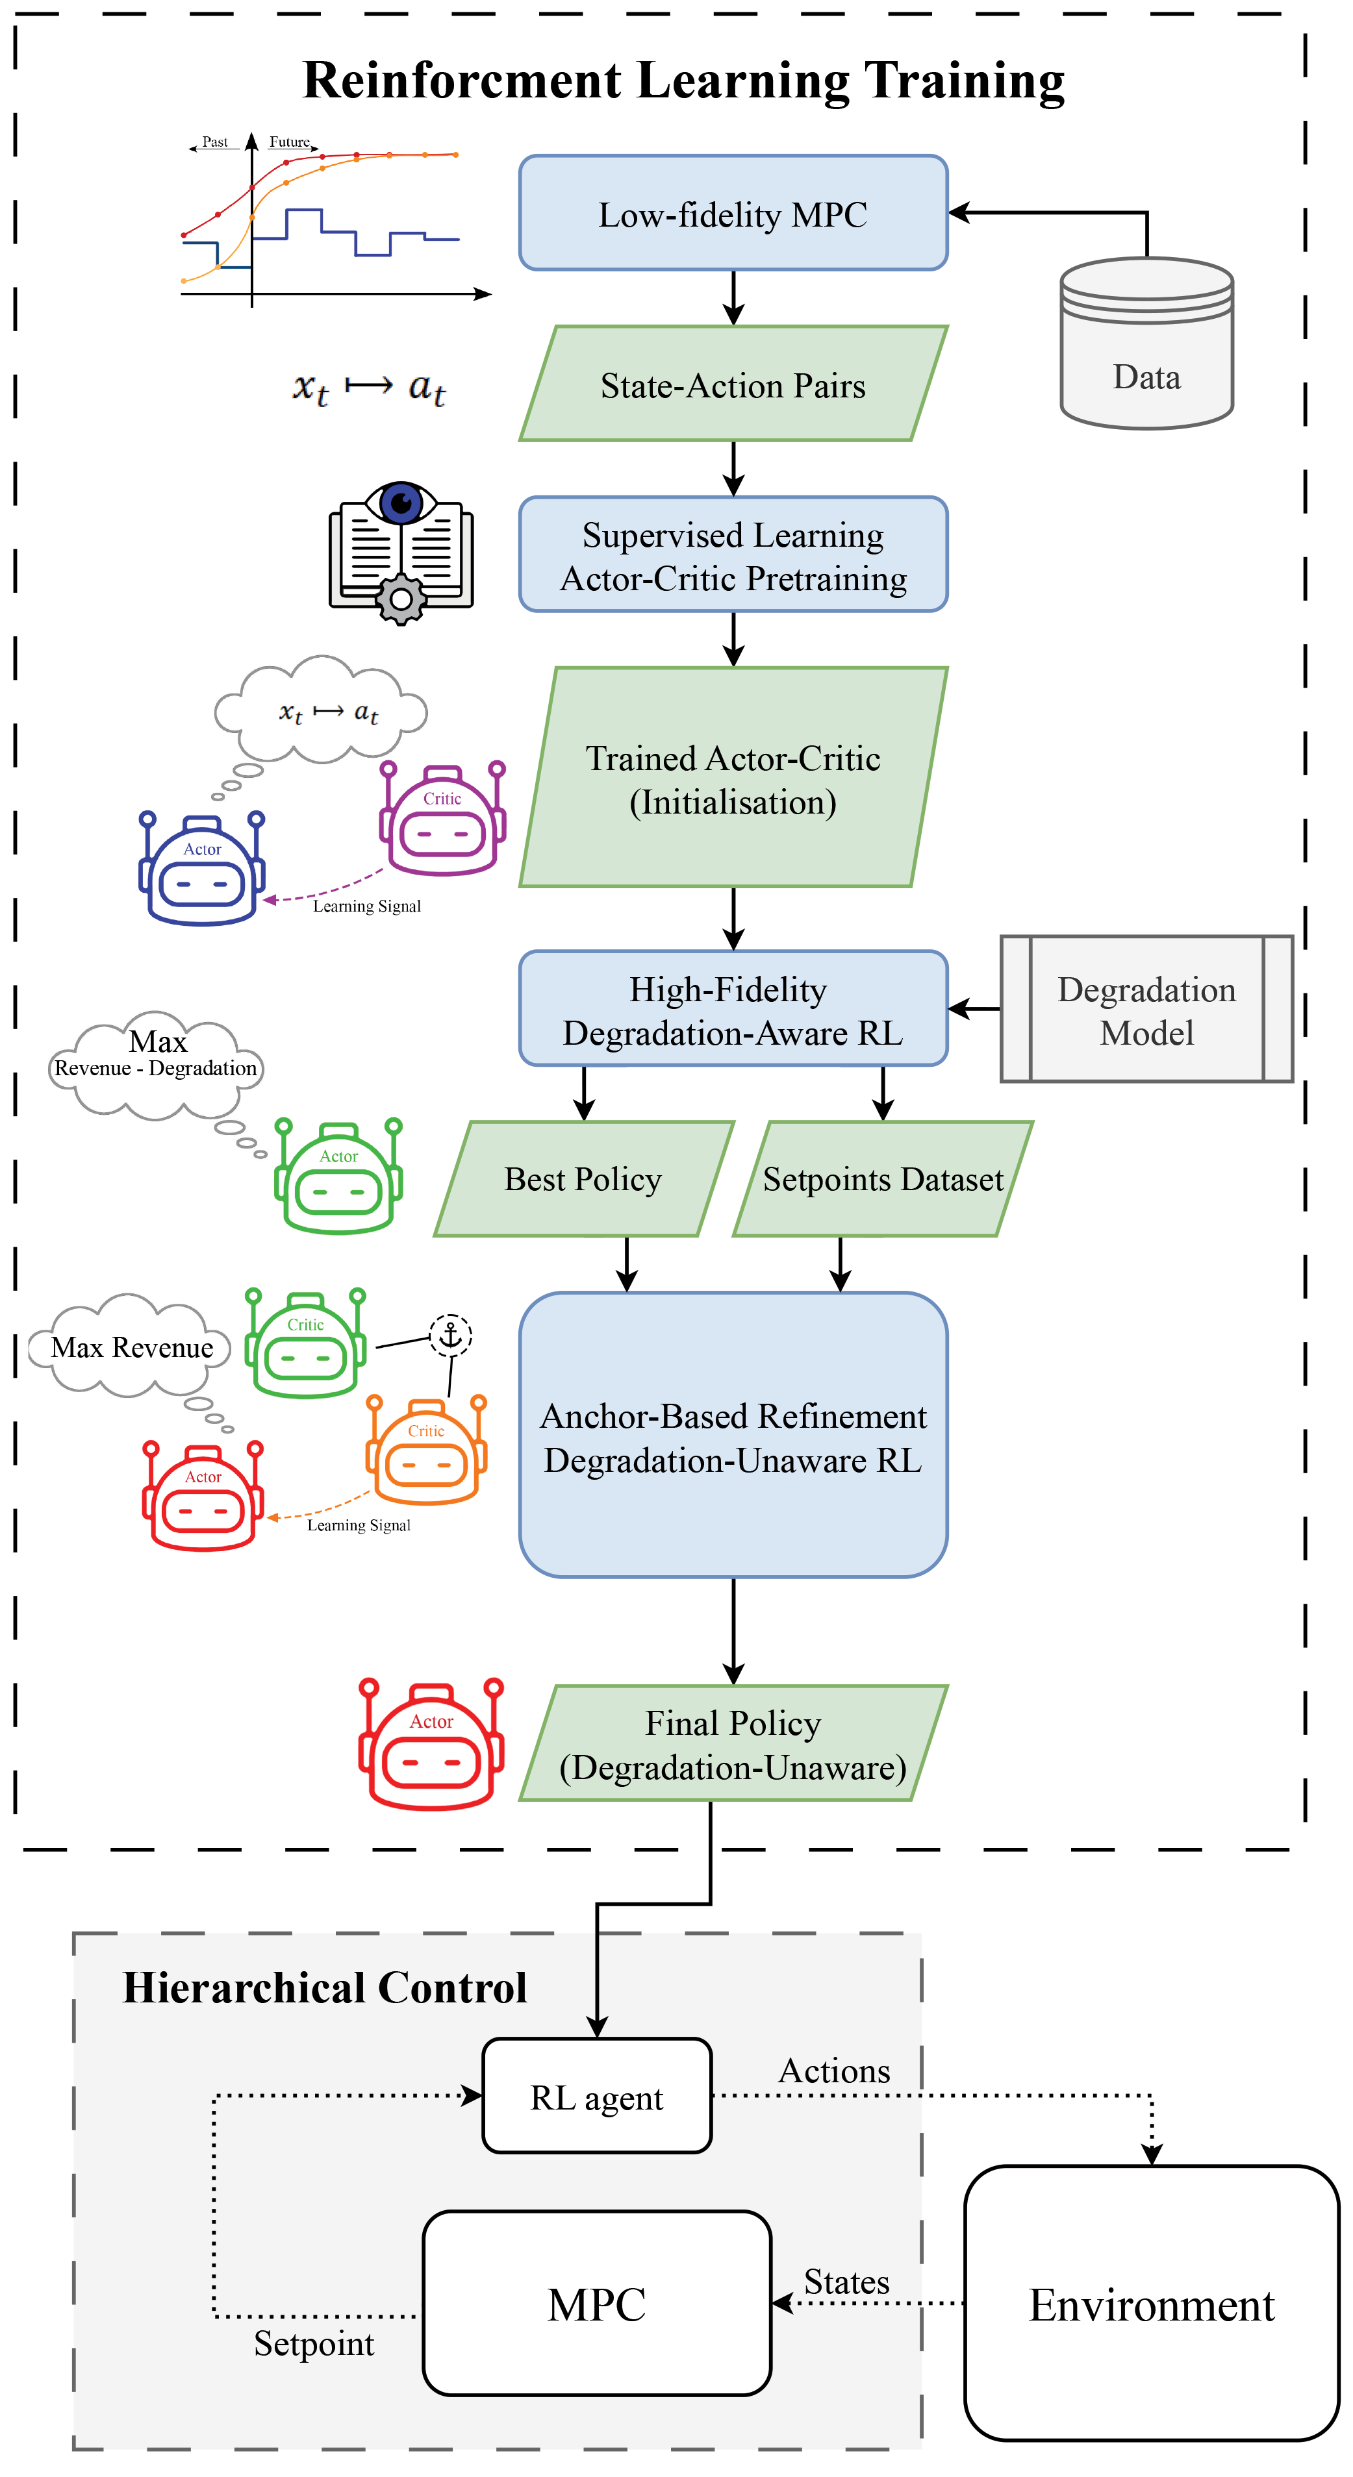 Reinforcment Learning Training
Past
Future
Low-fidelity MPC
Data
x_t ↦ a_t
State-Action Pairs
Supervised Learning
Actor-Critic Pretraining
x_t ↦ a_t
Critic
Actor
Learning Signal
Trained Actor-Critic
(Initialisation)
High-Fidelity
Degradation-Aware RL
Degradation
Model
Max
Revenue - Degradation
Actor
Best Policy
Setpoints Dataset
Max Revenue
Critic
Critic
Actor
Learning Signal
Anchor-Based Refinement
Degradation-Unaware RL
Actor
Final Policy
(Degradation-Unaware)
Hierarchical Control
RL agent
Actions
MPC
States
Setpoint
Environment